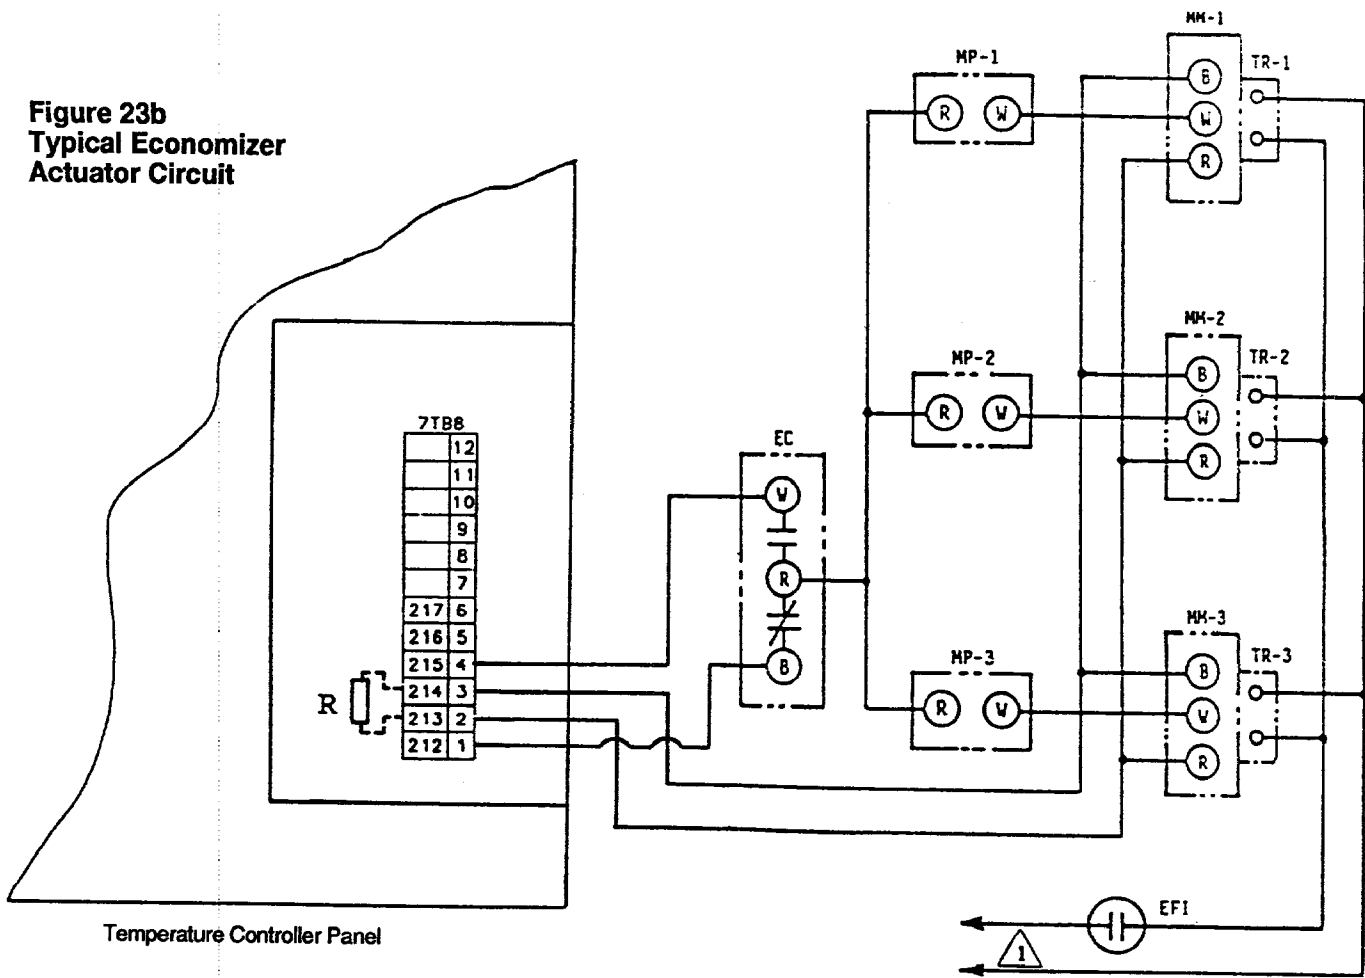 Figure 23b
Typical Economizer
Actuator Circuit
MM-1
MP-1
TR-1
B
R W
W
R
MM-2
MP-2
TR-2
B
R W
W
R
7TB8
12
11
10
9
8
7
217 6
216 5
215 4
214 3
213 2
212 1
R
EC
W
R
B
MM-3
MP-3
TR-3
B
R W
W
R
EFI
1
Temperature Controller Panel